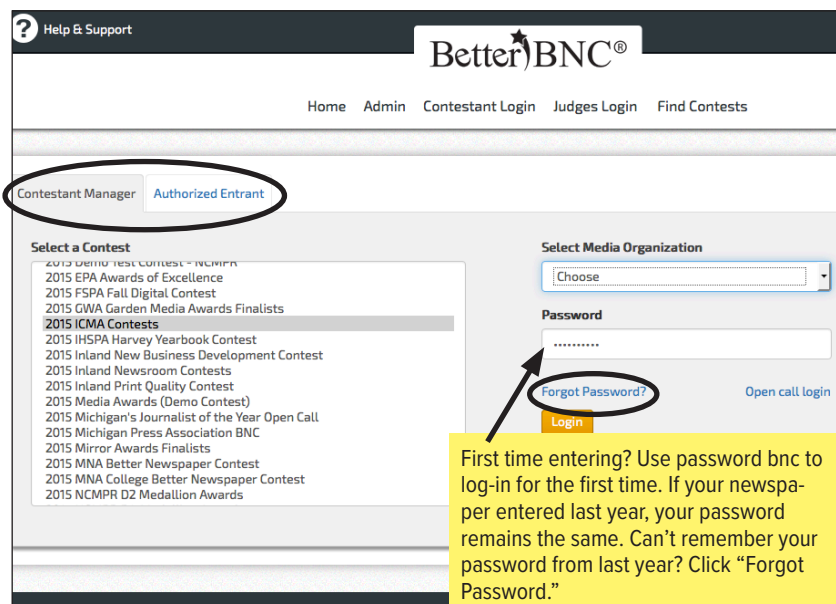 ? Help & Support
Better BNC®
Home Admin Contestant Login Judges Login Find Contests
Contestant Manager Authorized Entrant
Select a Contest
2015 Demo Test Contest - NCMPR
2015 EPA Awards of Excellence
2015 FSPA Fall Digital Contest
2015 GWA Garden Media Awards Finalists
2015 ICMA Contests
2015 IHSPA Harvey Yearbook Contest
2015 Inland New Business Development Contest
2015 Inland Newsroom Contests
2015 Inland Print Quality Contest
2015 Media Awards (Demo Contest)
2015 Michigan's Journalist of the Year Open Call
2015 Michigan Press Association BNC
2015 Mirror Awards Finalists
2015 MNA Better Newspaper Contest
2015 MNA College Better Newspaper Contest
2015 NCMPR D2 Medallion Awards
Select Media Organization
Choose
Password
••••••••••
Forgot Password? Open call login
Login
First time entering? Use password bnc to
log-in for the first time. If your newspa-
per entered last year, your password
remains the same. Can’t remember your
password from last year? Click “Forgot
Password.”